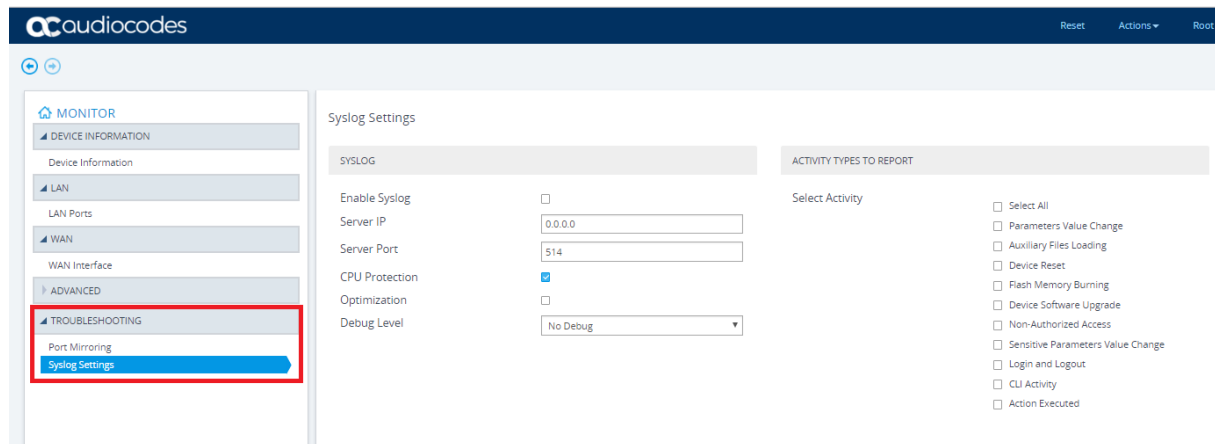 audiocodes
Reset Actions Root
MONITOR
DEVICE INFORMATION
Device Information
LAN
LAN Ports
WAN
WAN Interface
ADVANCED
TROUBLESHOOTING
Port Mirroring
Syslog Settings
Syslog Settings
SYSLOG
Enable Syslog
Server IP 0.0.0.0
Server Port 514
CPU Protection
Optimization
Debug Level No Debug
ACTIVITY TYPES TO REPORT
Select Activity
Select All
Parameters Value Change
Auxiliary Files Loading
Device Reset
Flash Memory Burning
Device Software Upgrade
Non-Authorized Access
Sensitive Parameters Value Change
Login and Logout
CLI Activity
Action Executed